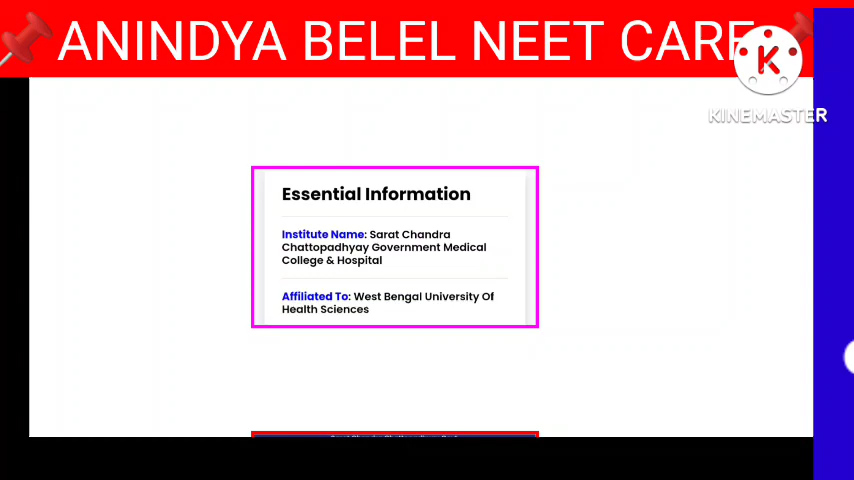 ANINDYA BELEL NEET CARE
K
KINEMASTER
Essential Information
Institute Name: Sarat Chandra
Chattopadhyay Government Medical
College & Hospital
Affiliated To: West Bengal University Of
Health Sciences